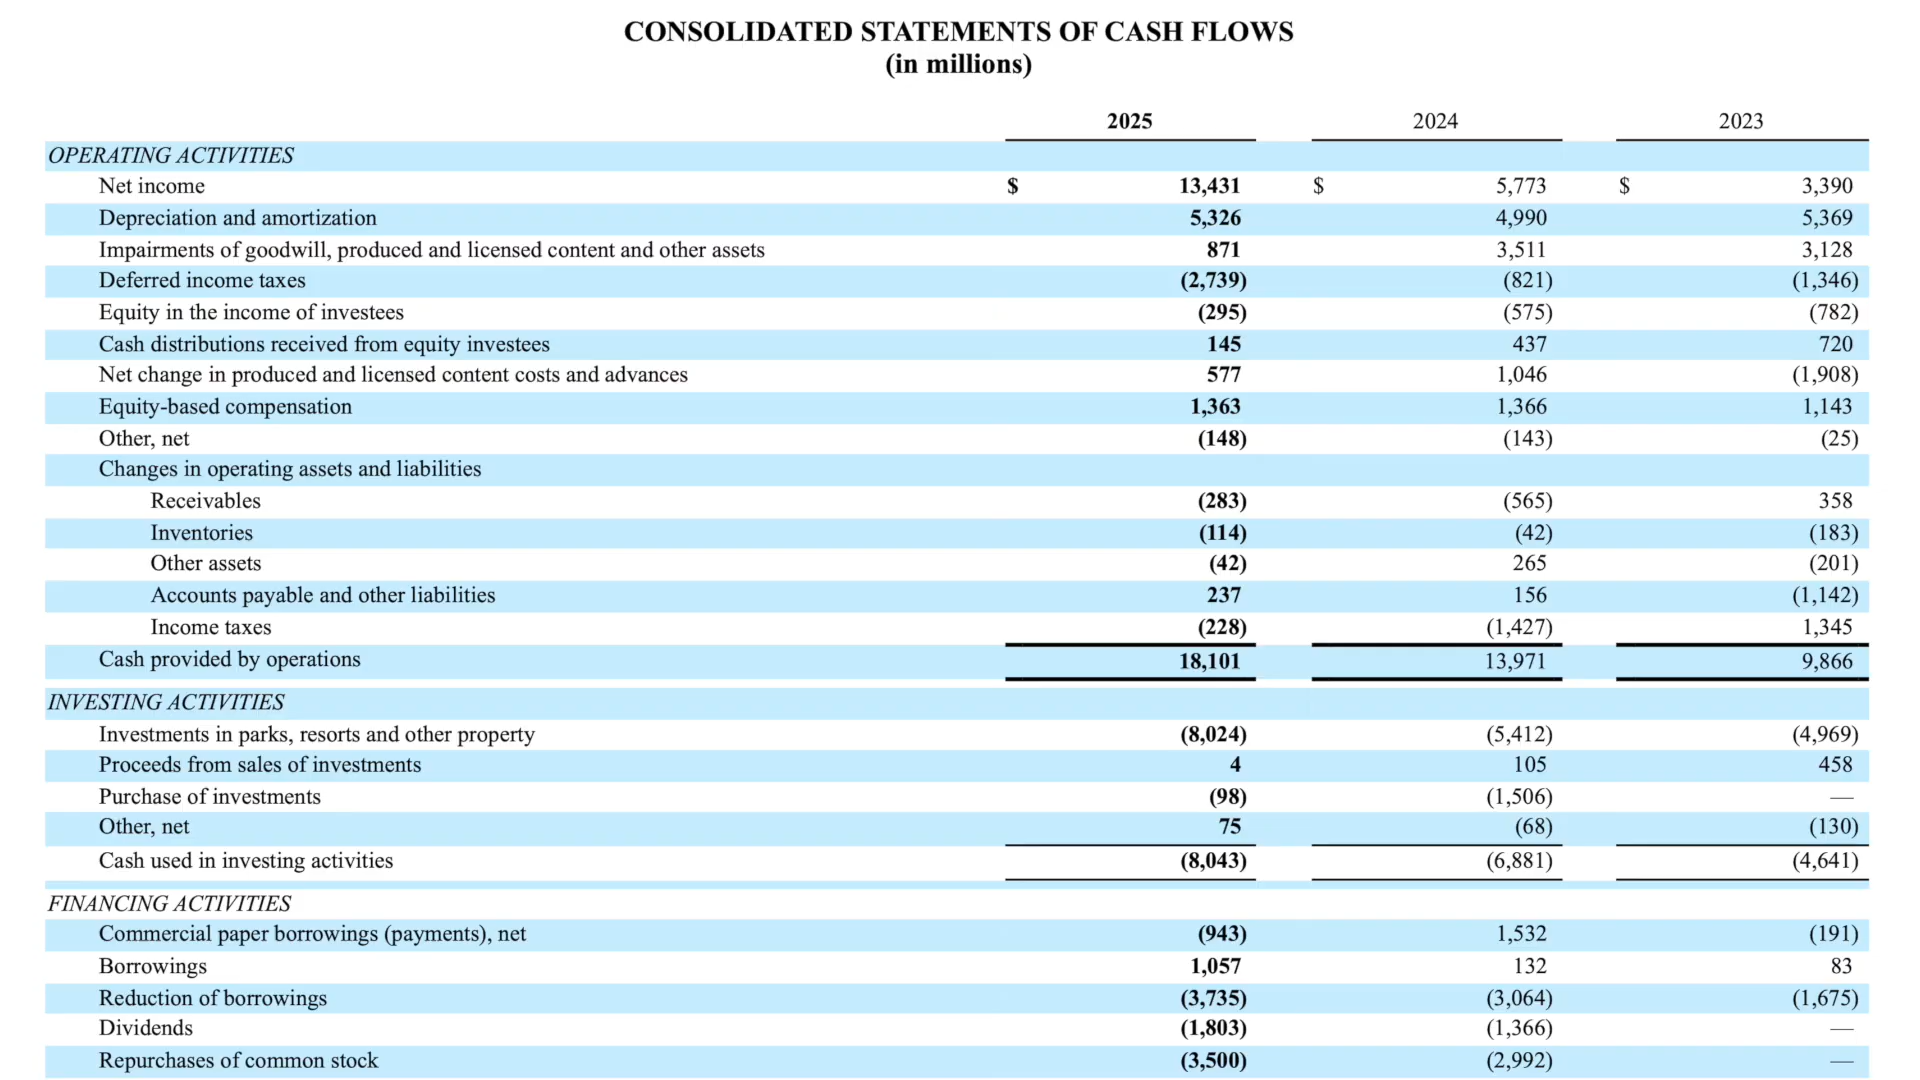 CONSOLIDATED STATEMENTS OF CASH FLOWS
(in millions)
2025 2024 2023
OPERATING ACTIVITIES
Net income $ 13,431 $ 5,773 $ 3,390
Depreciation and amortization 5,326 4,990 5,369
Impairments of goodwill, produced and licensed content and other assets 871 3,511 3,128
Deferred income taxes (2,739) (821) (1,346)
Equity in the income of investees (295) (575) (782)
Cash distributions received from equity investees 145 437 720
Net change in produced and licensed content costs and advances 577 1,046 (1,908)
Equity-based compensation 1,363 1,366 1,143
Other, net (148) (143) (25)
Changes in operating assets and liabilities
Receivables (283) (565) 358
Inventories (114) (42) (183)
Other assets (42) 265 (201)
Accounts payable and other liabilities 237 156 (1,142)
Income taxes (228) (1,427) 1,345
Cash provided by operations 18,101 13,971 9,866
INVESTING ACTIVITIES
Investments in parks, resorts and other property (8,024) (5,412) (4,969)
Proceeds from sales of investments 4 105 458
Purchase of investments (98) (1,506) —
Other, net 75 (68) (130)
Cash used in investing activities (8,043) (6,881) (4,641)
FINANCING ACTIVITIES
Commercial paper borrowings (payments), net (943) 1,532 (191)
Borrowings 1,057 132 83
Reduction of borrowings (3,735) (3,064) (1,675)
Dividends (1,803) (1,366) —
Repurchases of common stock (3,500) (2,992) —